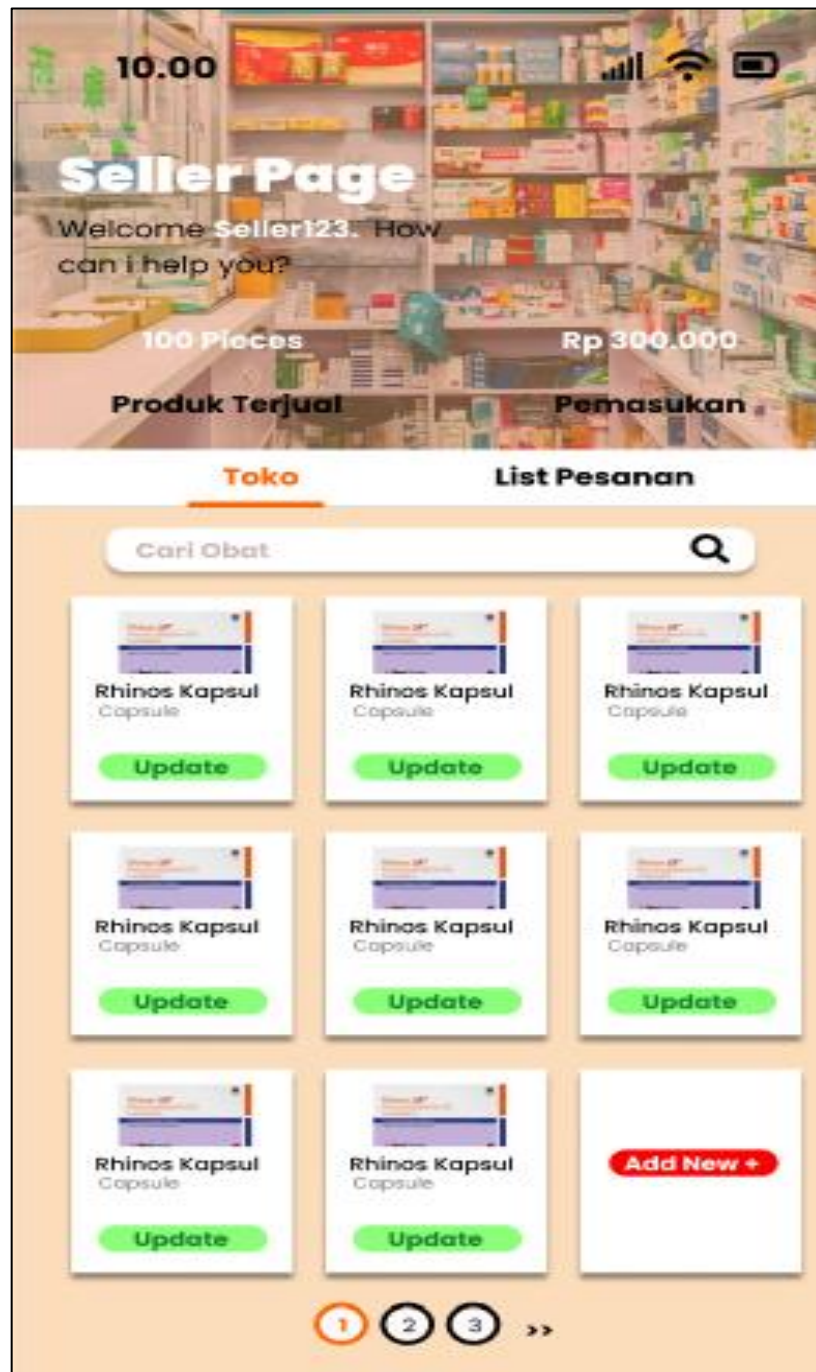 10.00
Seller Page
Welcome Seller123. How
can i help you?
100 Pieces
Rp 300.000
Produk Terjual
Pemasukan
Toko
List Pesanan
Cari Obat
Rhinos Kapsul
Capsule
Update
Rhinos Kapsul
Capsule
Update
Rhinos Kapsul
Capsule
Update
Rhinos Kapsul
Capsule
Update
Rhinos Kapsul
Capsule
Update
Rhinos Kapsul
Capsule
Update
Rhinos Kapsul
Capsule
Update
Rhinos Kapsul
Capsule
Update
Add New +
1 2 3 >>